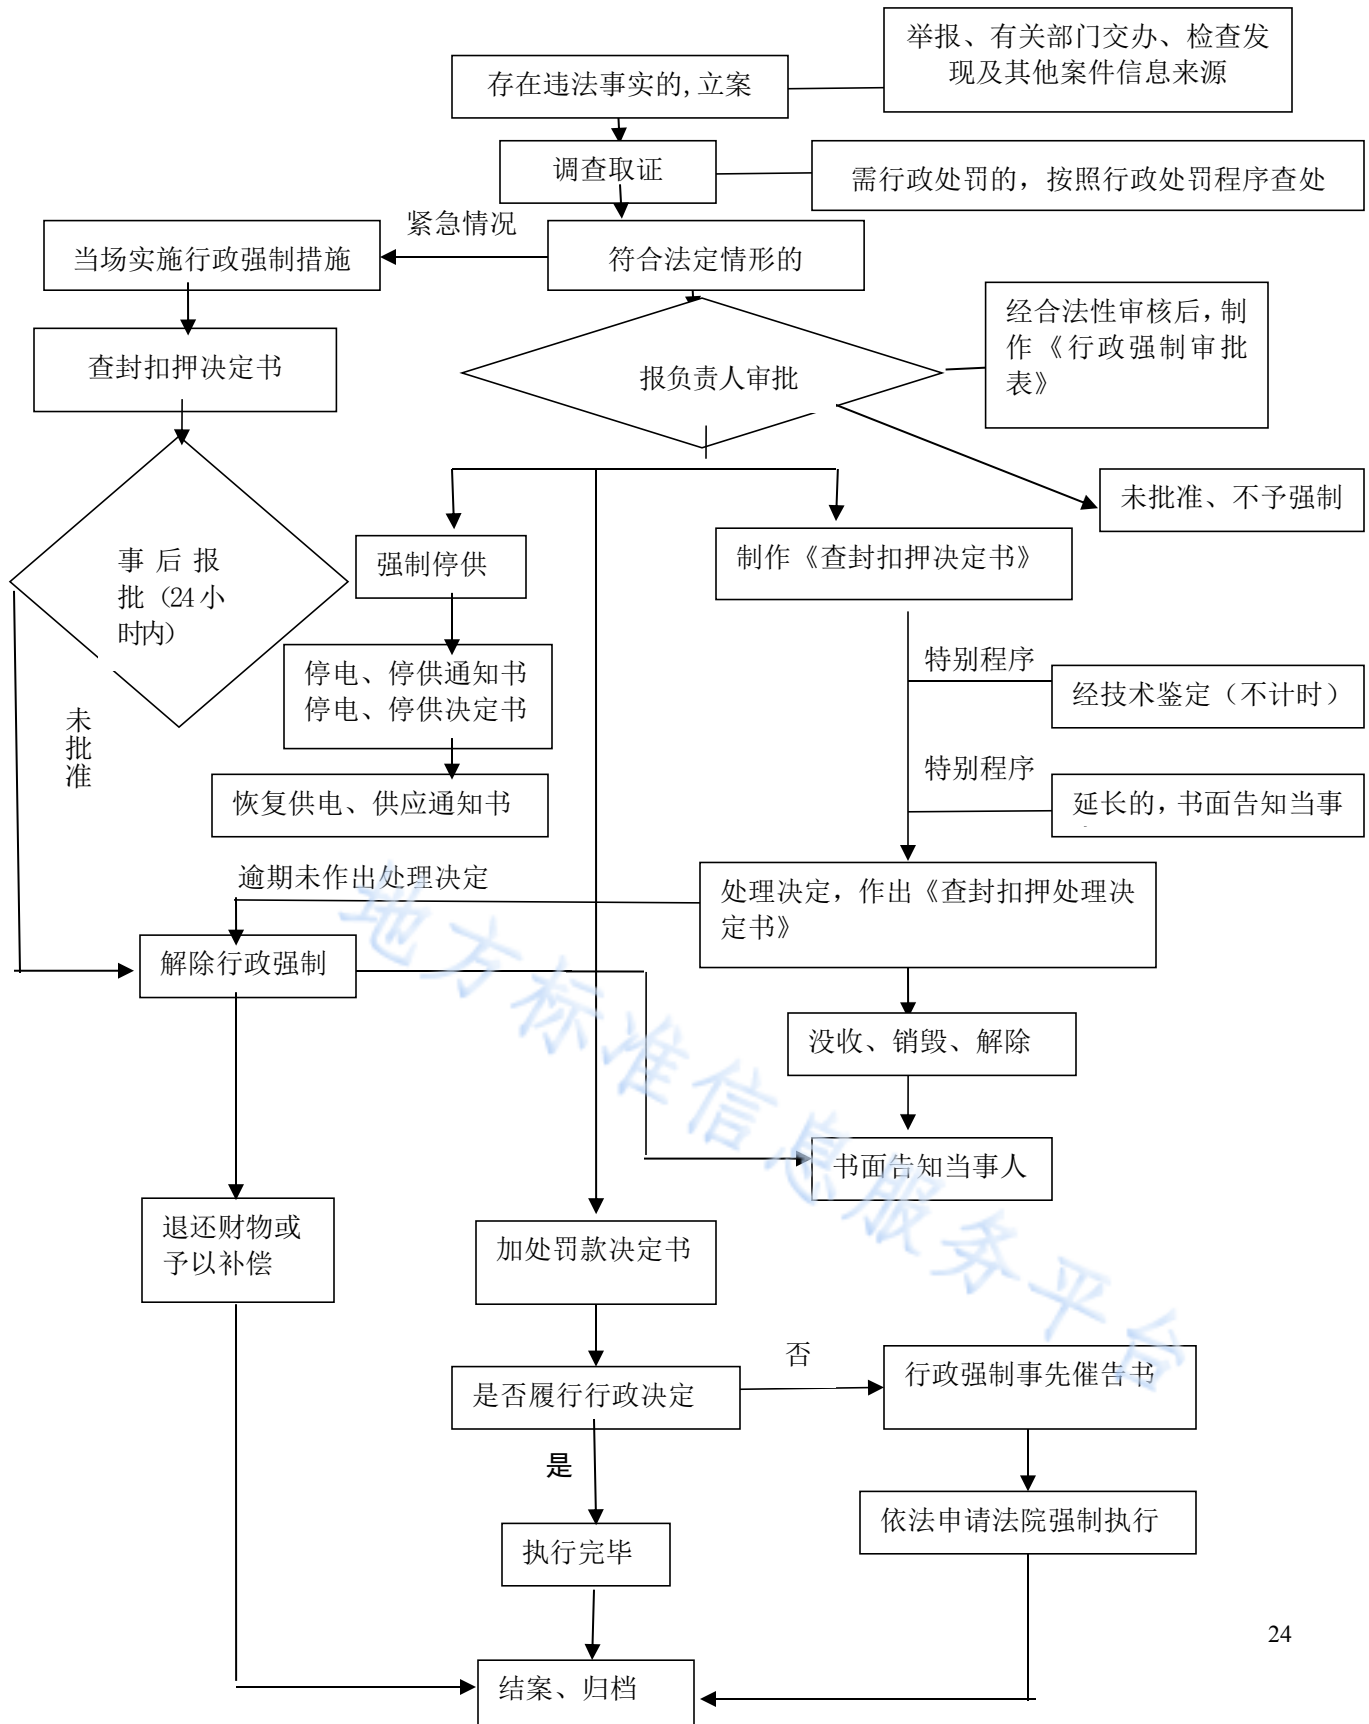 举报、有关部门交办、检查发
现及其他案件信息来源
存在违法事实的,立案
调查取证
需行政处罚的，按照行政处罚程序查处
紧急情况
当场实施行政强制措施
符合法定情形的
经合法性审核后，制
作《行政强制审批
表》
查封扣押决定书
报负责人审批
未批准、不予强制
事后报
批（24小
时内）
强制停供
制作《查封扣押决定书》
停电、停供通知书
停电、停供决定书
特别程序
经技术鉴定（不计时）
未批准
特别程序
恢复供电、供应通知书
延长的，书面告知当事
逾期未作出处理决定
处理决定，作出《查封扣押处理决
定书》
解除行政强制
没收、销毁、解除
书面告知当事人
退还财物或
予以补偿
加处罚款决定书
否
是否履行行政决定
行政强制事先催告书
是
依法申请法院强制执行
执行完毕
结案、归档
24
地方标准信息服务平台